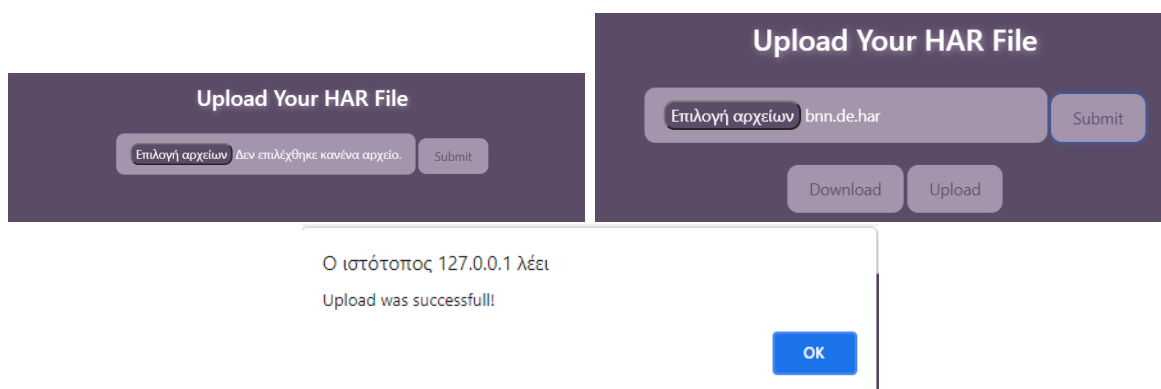 Upload Your HAR File
Επιλογή αρχείων Δεν επιλέχθηκε κανένα αρχείο. Submit
Upload Your HAR File
Επιλογή αρχείων bnn.de.har Submit
Download Upload
Ο ιστότοπος 127.0.0.1 λέει
Upload was successfull!
OK